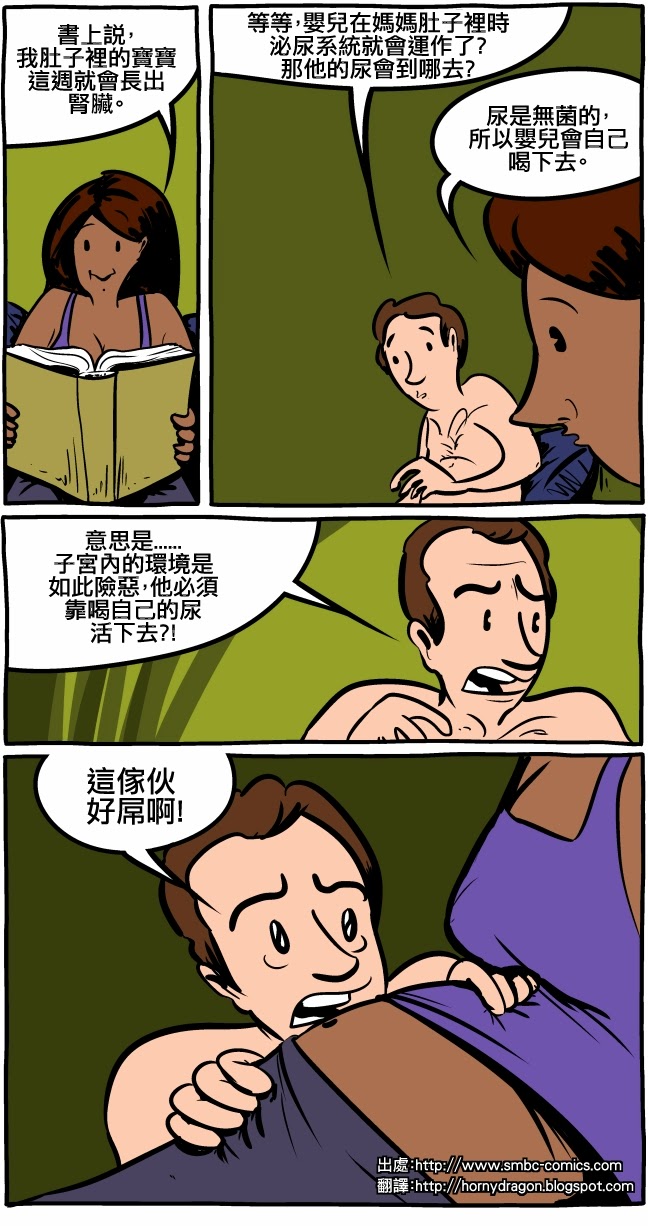 書上説,
我肚子裡的寶寶
這週就會長出
腎臟。
等等,嬰兒在媽媽肚子裡時
泌尿系統就會運作了?
那他的尿會到哪去?
尿是無菌的,
所以嬰兒會自己
喝下去。
意思是......
子宮內的環境是
如此險惡,他必須
靠喝自己的尿
活下去?!
這傢伙
好屌啊!
出處:http://www.smbc-comics.com
翻譯:http://hornydragon.blogspot.com